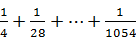 1/4 + 1/28 + ⋯ + 1/1054